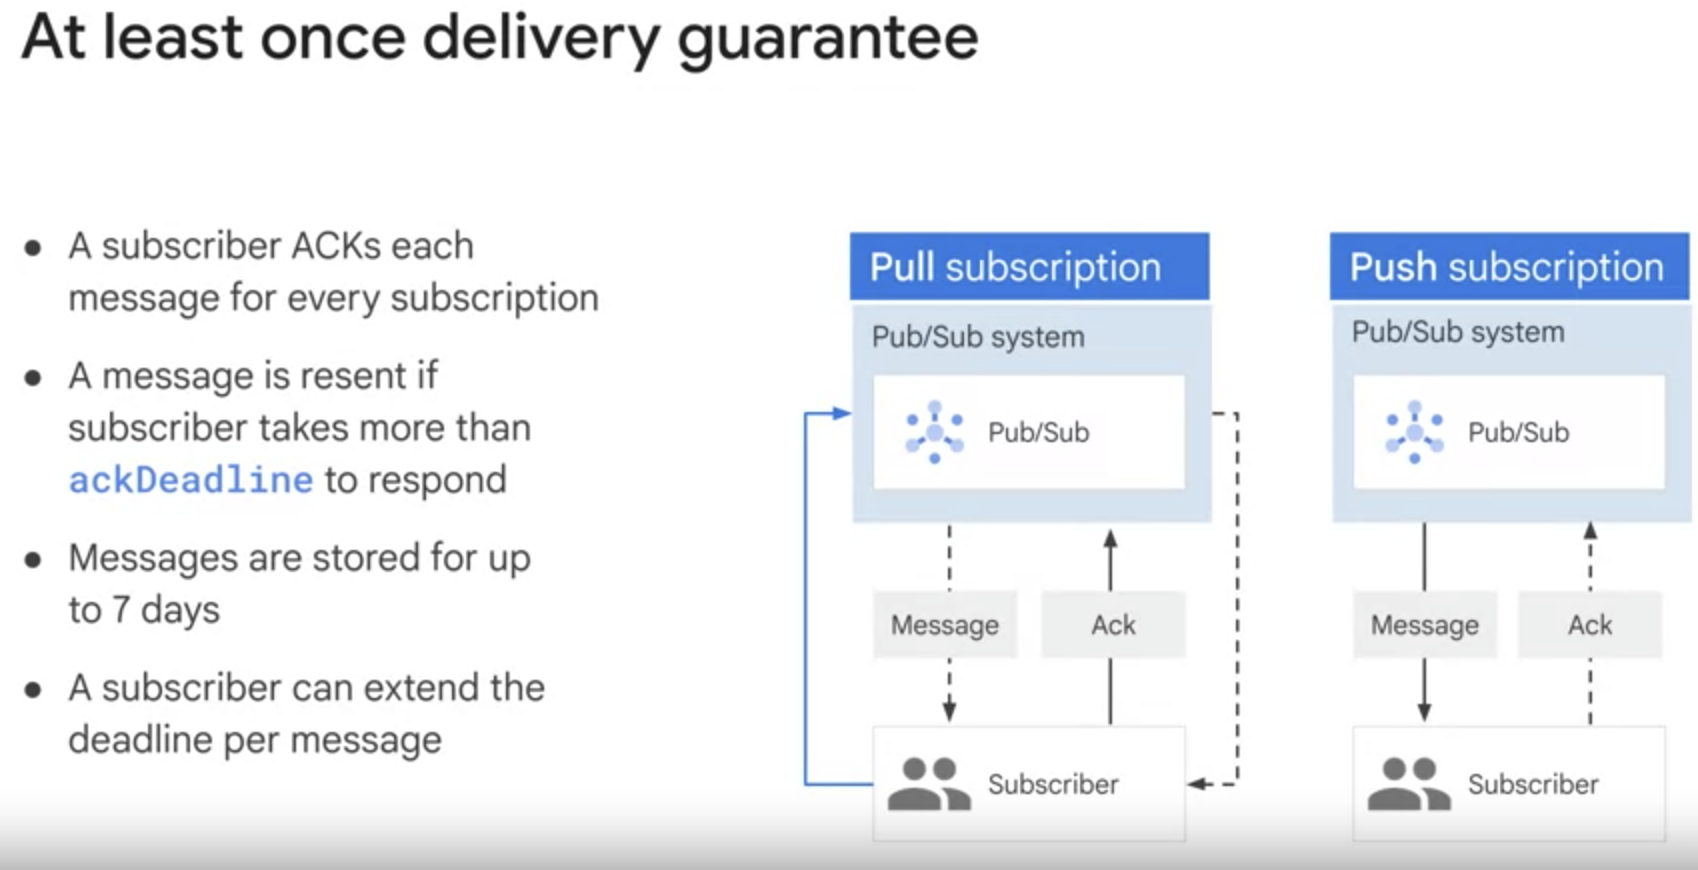 At least once delivery guarantee
● A subscriber ACKs each
message for every subscription
● A message is resent if
subscriber takes more than
ackDeadline to respond
● Messages are stored for up
to 7 days
● A subscriber can extend the
deadline per message
Pull subscription
Pub/Sub system
Pub/Sub
Message
Ack
Subscriber
Push subscription
Pub/Sub system
Pub/Sub
Message
Ack
Subscriber